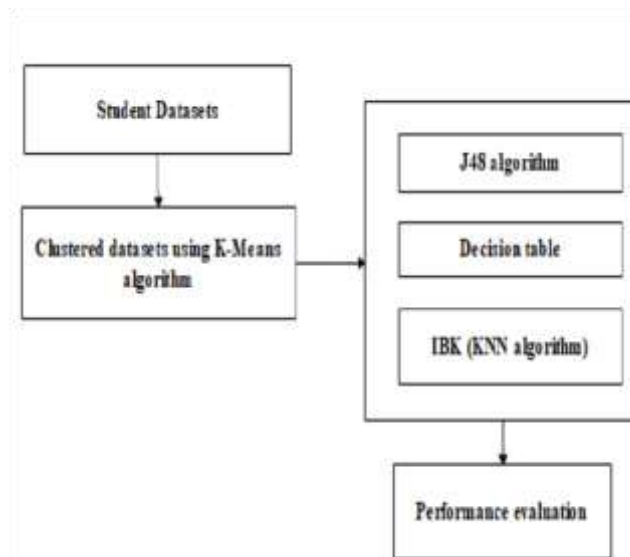 Student Datasets
Clustered datasets using K-Means
algorithm
J48 algorithm
Decision table
IBK (KNN algorithm)
Performance evaluation